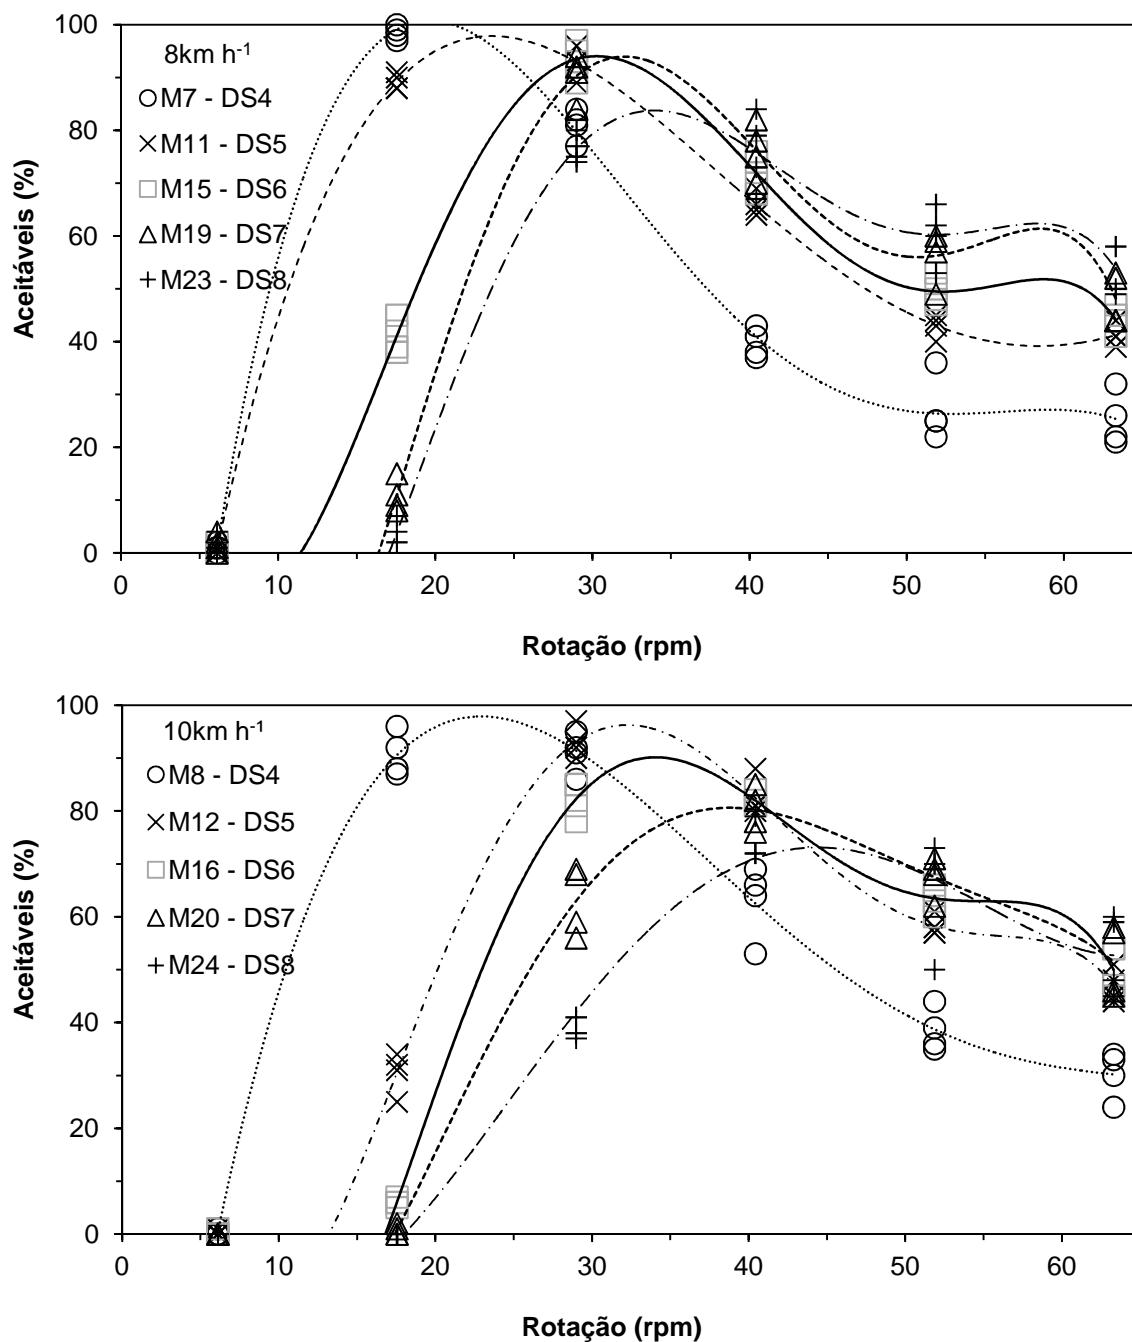 100
80
60
40
20
0
Aceitáveis (%)
8km h-1
M7 - DS4
M11 - DS5
M15 - DS6
M19 - DS7
M23 - DS8
0 10 20 30 40 50 60
Rotação (rpm)
100
80
60
40
20
0
Aceitáveis (%)
10km h-1
M8 - DS4
M12 - DS5
M16 - DS6
M20 - DS7
M24 - DS8
0 10 20 30 40 50 60
Rotação (rpm)